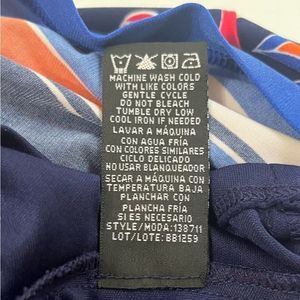 MACHINE WASH COLD
WITH LIKE COLORS
GENTLE CYCLE
DO NOT BLEACH
TUMBLE DRY LOW
COOL IRON IF NEEDED
LAVAR A MÁQUINA
CON AGUA FRÍA
CON COLORES SIMILARES
CICLO DELICADO
NO USAR BLANQUEADOR
SECAR A MÁQUINA CON
TEMPERATURA BAJA
PLANCHAR CON
PLANCHA FRÍA
SI ES NECESARIO
STYLE/MODA:138711
LOT/LOTE: BB1259